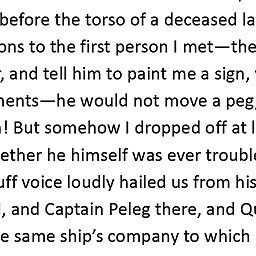 before the torso of a deceased la
ons to the first person I met—the
, and tell him to paint me a sign,
nents—he would not move a peg,
! But somehow I dropped off at l
ether he himself was ever trouble
uff voice loudly hailed us from his
, and Captain Peleg there, and Qu
e same ship's company to which